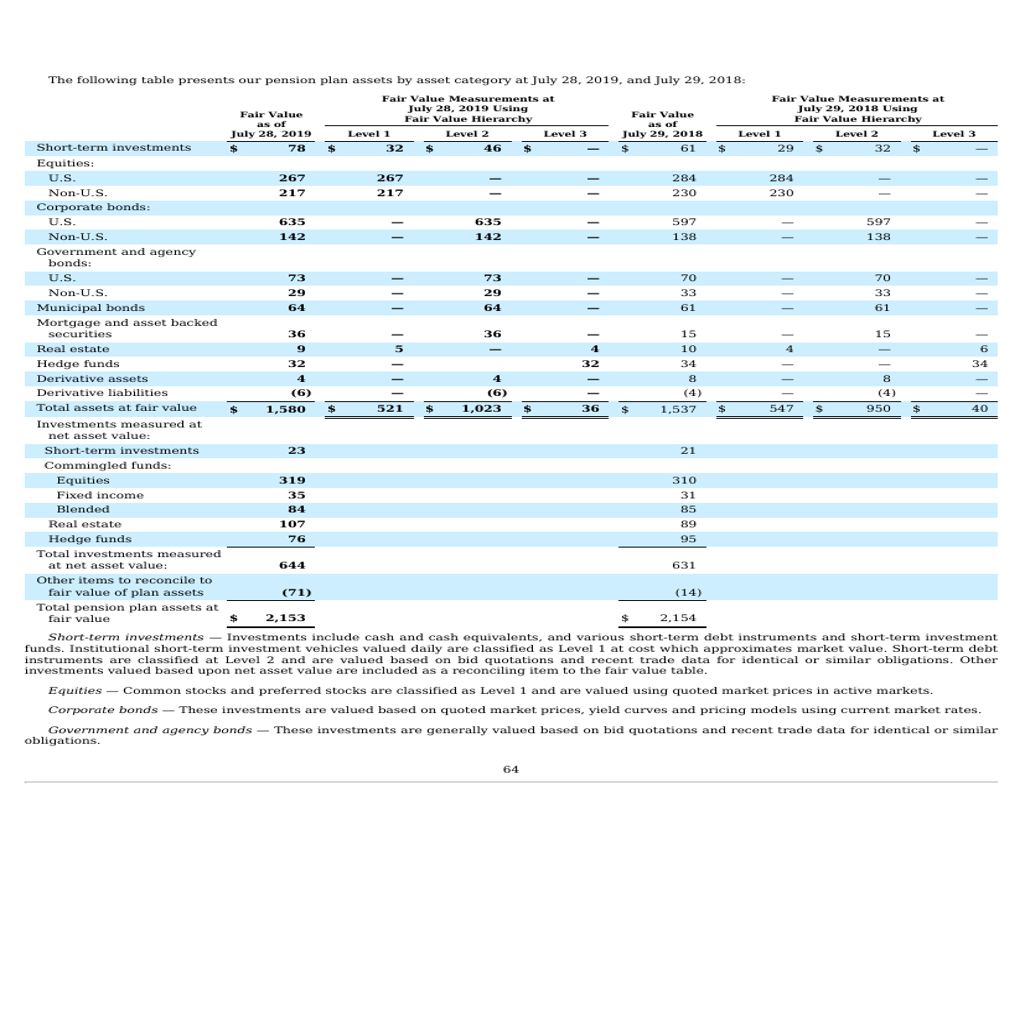 The following table presents our pension plan assets by asset category at July 28, 2019, and July 29, 2018:
Fair Value Measurements at Fair Value Measurements at
July 28, 2019 Using July 29, 2018 Using
Fair Value Fair Value Hierarchy Fair Value Fair Value Hierarchy
as of as of
July 28, 2019 Level 1 Level 2 Level 3 July 29, 2018 Level 1 Level 2 Level 3
Short-term investments $ 78 $ 32 $ 46 $ — $ 61 $ 29 $ 32 $ —
Equities:
U.S. 267 267 — — 284 284 — —
Non-U.S. 217 217 — — 230 230 — —
Corporate bonds:
U.S. 635 — 635 — 597 — 597 —
Non-U.S. 142 — 142 — 138 — 138 —
Government and agency
bonds:
U.S. 73 — 73 — 70 — 70 —
Non-U.S. 29 — 29 — 33 — 33 —
Municipal bonds 64 — 64 — 61 — 61 —
Mortgage and asset backed
securities 36 — 36 — 15 — 15 —
Real estate 9 5 — 4 10 4 — 6
Hedge funds 32 — 32 34 — — 34
Derivative assets 4 — 4 — 8 — 8 —
Derivative liabilities (6) — (6) — (4) — (4) —
Total assets at fair value $ 1,580 $ 521 $ 1,023 $ 36 $ 1,537 $ 547 $ 950 $ 40
Investments measured at
net asset value:
Short-term investments 23 21
Commingled funds:
Equities 319 310
Fixed income 35 31
Blended 84 85
Real estate 107 89
Hedge funds 76 95
Total investments measured
at net asset value: 644 631
Other items to reconcile to
fair value of plan assets (71) (14)
Total pension plan assets at
fair value $ 2,153 $ 2,154
Short-term investments — Investments include cash and cash equivalents, and various short-term debt instruments and short-term investment
funds. Institutional short-term investment vehicles valued daily are classified as Level 1 at cost which approximates market value. Short-term debt
instruments are classified at Level 2 and are valued based on bid quotations and recent trade data for identical or similar obligations. Other
investments valued based upon net asset value are included as a reconciling item to the fair value table.
Equities — Common stocks and preferred stocks are classified as Level 1 and are valued using quoted market prices in active markets.
Corporate bonds — These investments are valued based on quoted market prices, yield curves and pricing models using current market rates.
Government and agency bonds — These investments are generally valued based on bid quotations and recent trade data for identical or similar
obligations.
64